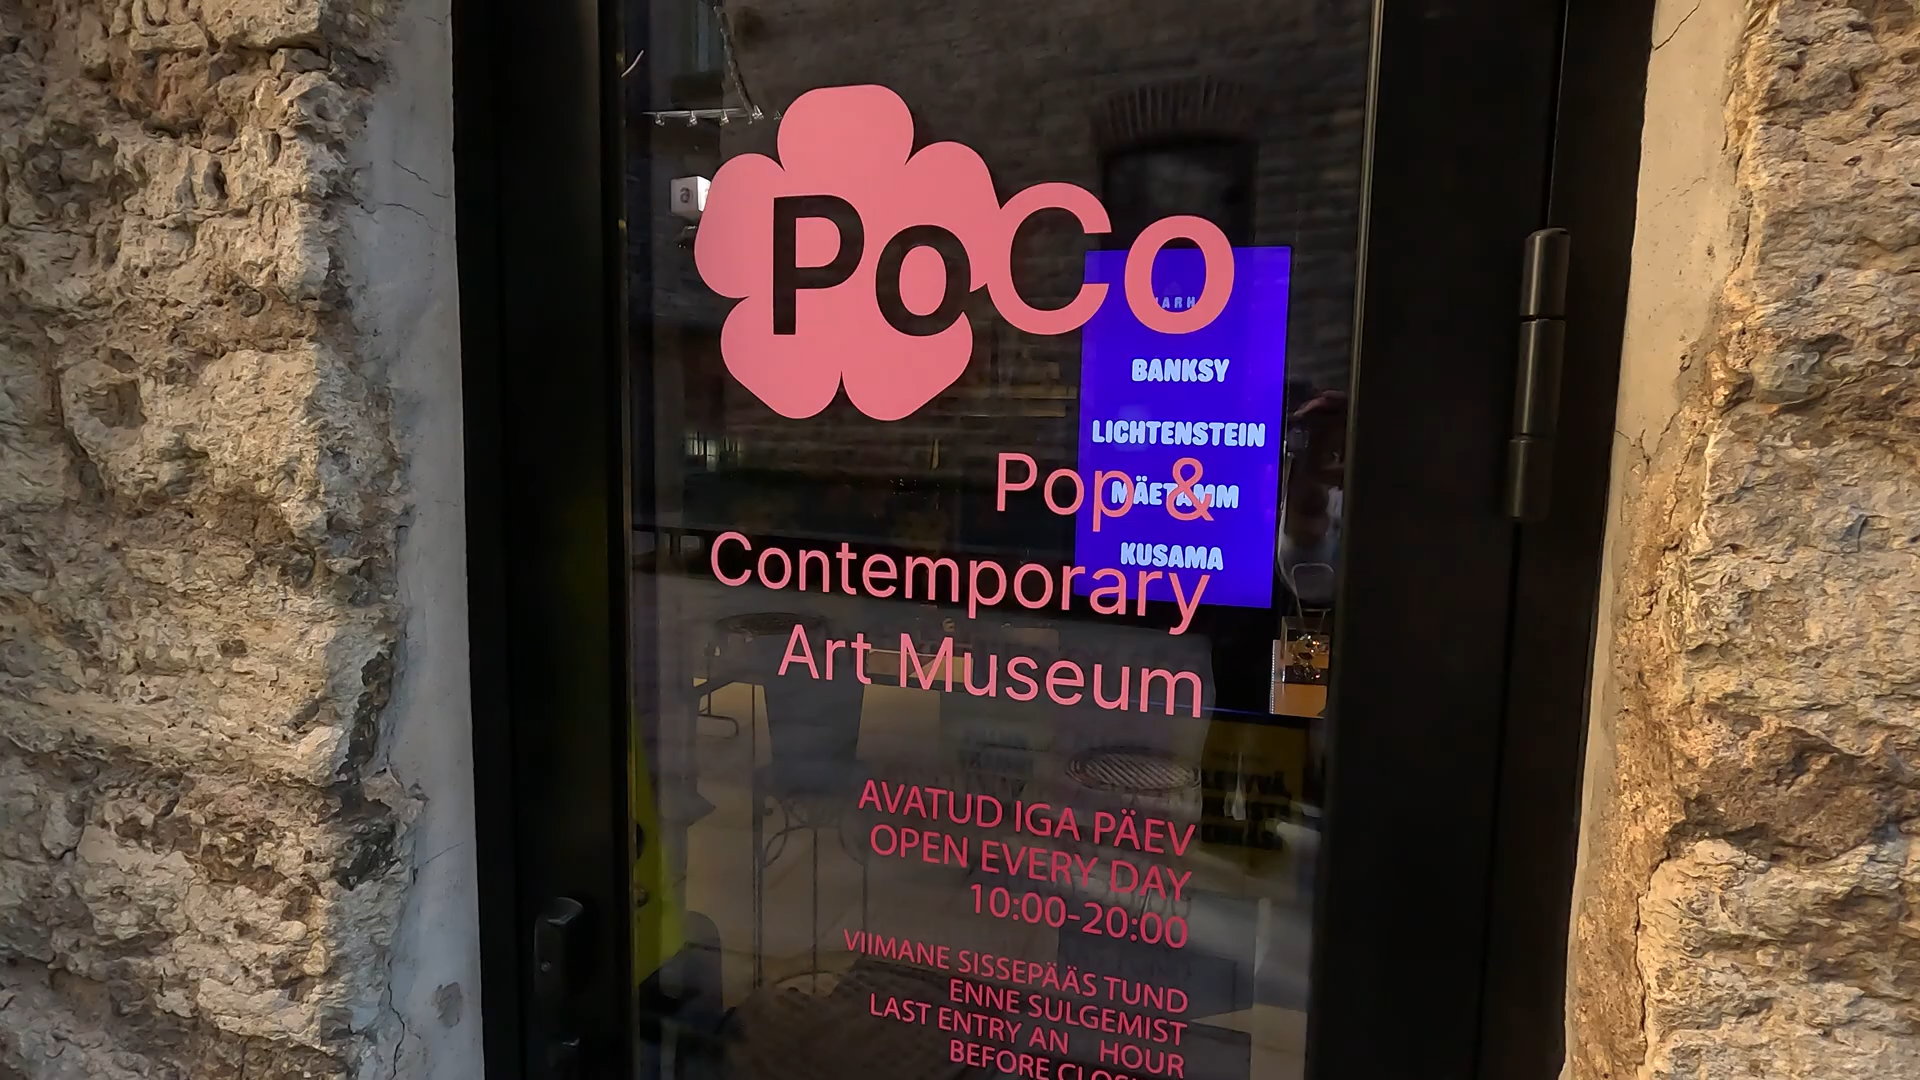 PoCo
BANKSY
LICHTENSTEIN
MÄETAMM
KUSAMA
Pop &
Contemporary
Art Museum
AVATUD IGA PÄEV
OPEN EVERY DAY
10:00-20:00
VIIMANE SISSEPÄÄS TUND
ENNE SULGEMIST
LAST ENTRY AN HOUR
BEFORE